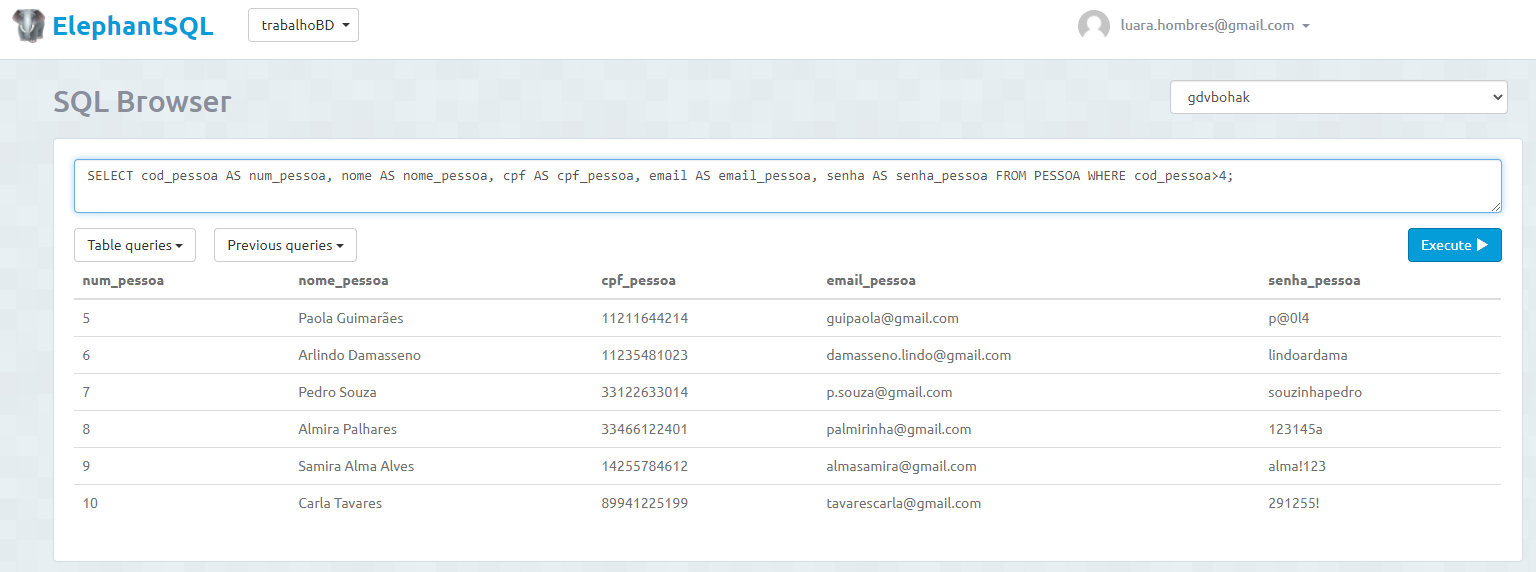 ElephantSQL trabalhoBD luara.hombres@gmail.com
SQL Browser gdvbohak
SELECT cod_pessoa AS num_pessoa, nome AS nome_pessoa, cpf AS cpf_pessoa, email AS email_pessoa, senha AS senha_pessoa FROM PESSOA WHERE cod_pessoa>4;
Table queries Previous queries Execute
num_pessoa nome_pessoa cpf_pessoa email_pessoa senha_pessoa
5 Paola Guimarães 11211644214 guipaola@gmail.com p@0l4
6 Arlindo Damasseno 11235481023 damasseno.lindo@gmail.com lindoardama
7 Pedro Souza 33122633014 p.souza@gmail.com souzinhapedro
8 Almira Palhares 33466122401 palmirinha@gmail.com 123145a
9 Samira Alma Alves 14255784612 almasamira@gmail.com alma!123
10 Carla Tavares 89941225199 tavarescarla@gmail.com 291255!